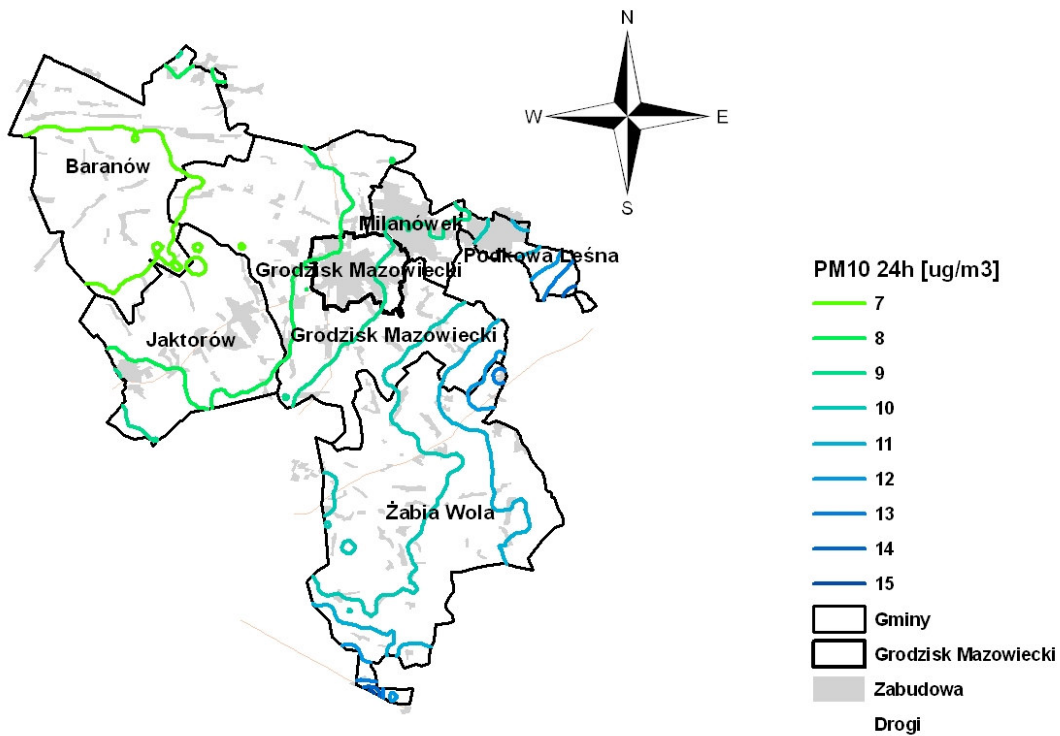 N
W
E
S
Baranów
Milanówek
Podkowa Leśna
Grodzisk Mazowiecki
Jaktorów
Grodzisk Mazowiecki
Żabia Wola
PM10 24h [ug/m3]
7
8
9
10
11
12
13
14
15
Gminy
Grodzisk Mazowiecki
Zabudowa
Drogi